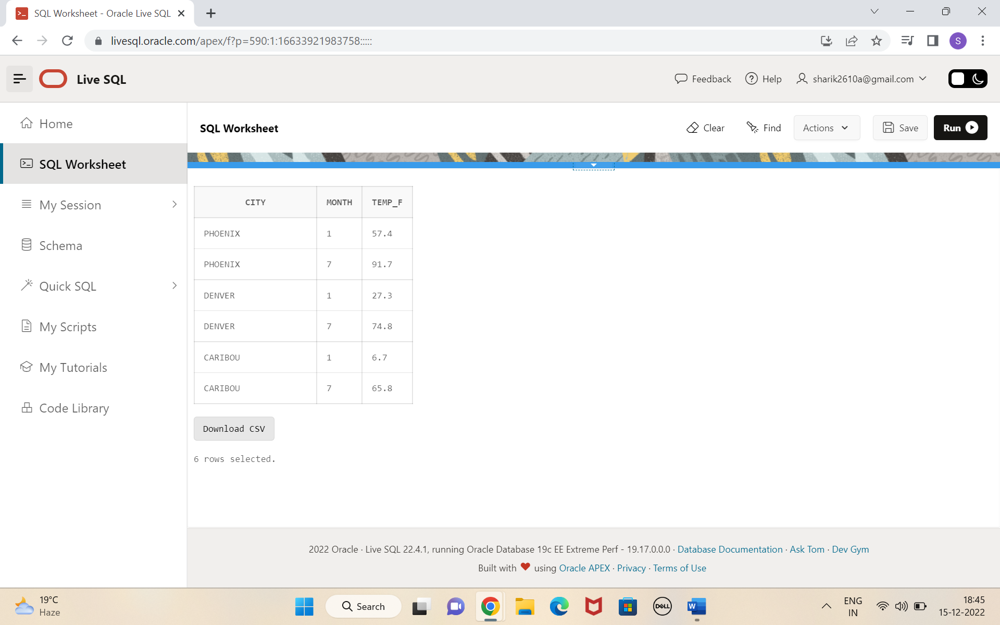 SQL Worksheet - Oracle Live SQL
livesql.oracle.com/apex/f?p=590:1:16633921983758:::::
S
Live SQL
Feedback
Help
sharik2610a@gmail.com
Home
SQL Worksheet
My Session
Schema
Quick SQL
My Scripts
My Tutorials
Code Library
SQL Worksheet
Clear
Find
Actions
Save
Run
CITY MONTH TEMP_F
PHOENIX 1 57.4
PHOENIX 7 91.7
DENVER 1 27.3
DENVER 7 74.8
CARIBOU 1 6.7
CARIBOU 7 65.8
Download CSV
6 rows selected.
2022 Oracle · Live SQL 22.4.1, running Oracle Database 19c EE Extreme Perf - 19.17.0.0.0 · Database Documentation · Ask Tom · Dev Gym
Built with ❤ using Oracle APEX · Privacy · Terms of Use
19°C
Haze
Search
DELL
W
ENG
IN
18:45
15-12-2022